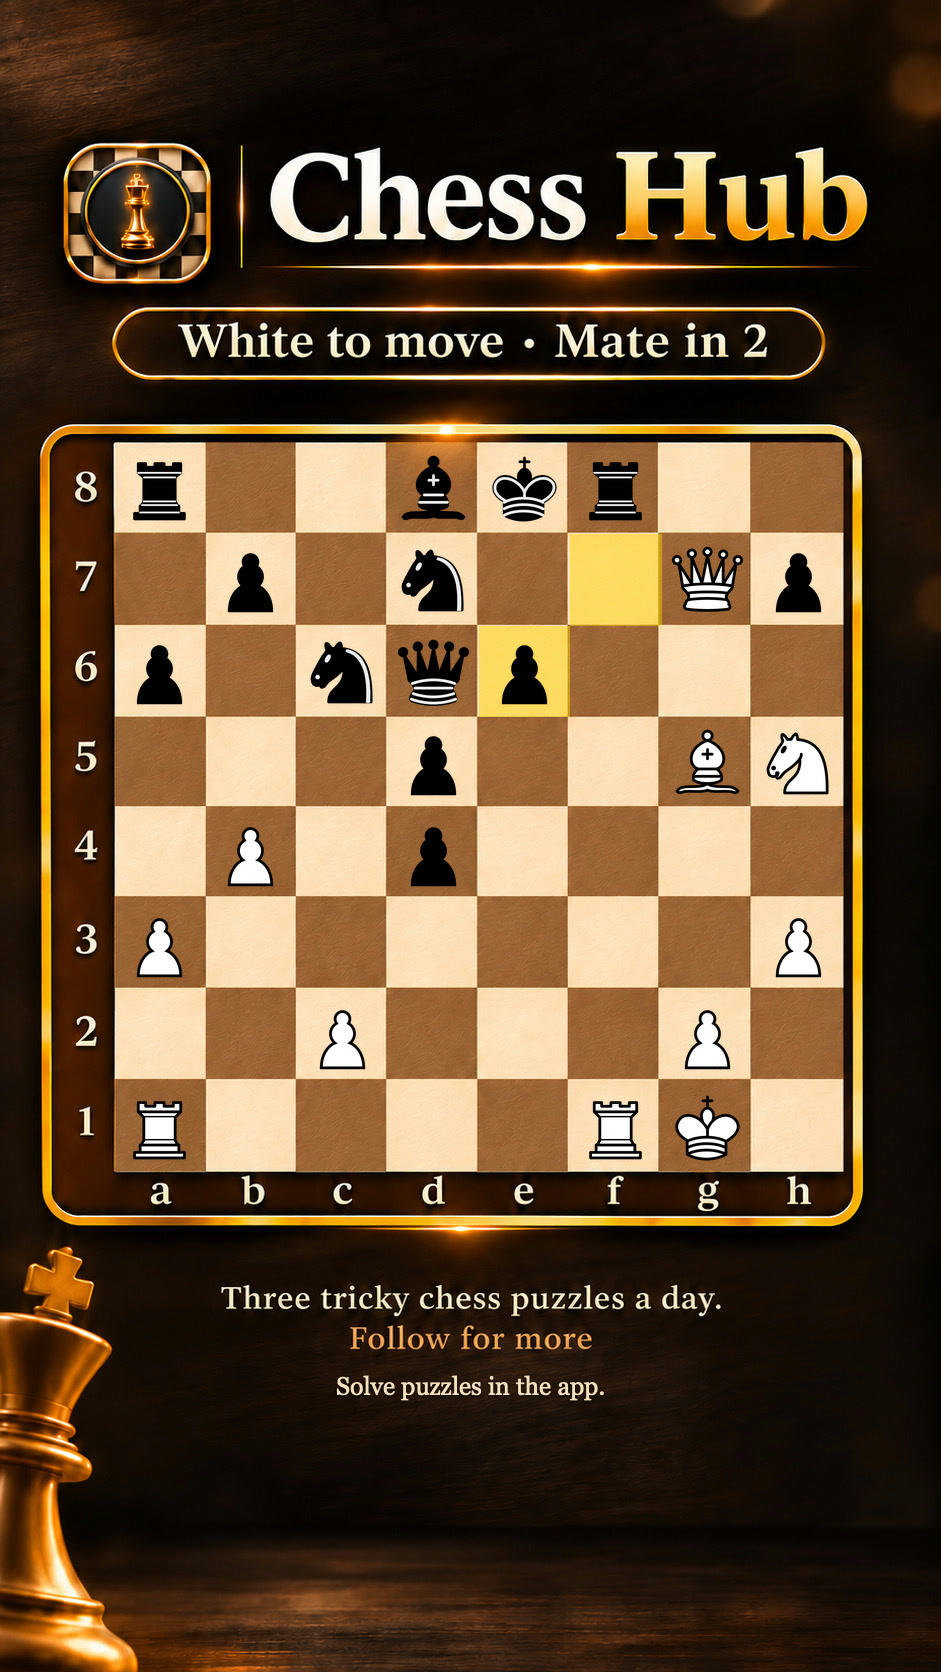 Chess Hub
White to move · Mate in 2
8
7
6
5
4
3
2
1
a b c d e f g h
Three tricky chess puzzles a day.
Follow for more
Solve puzzles in the app.